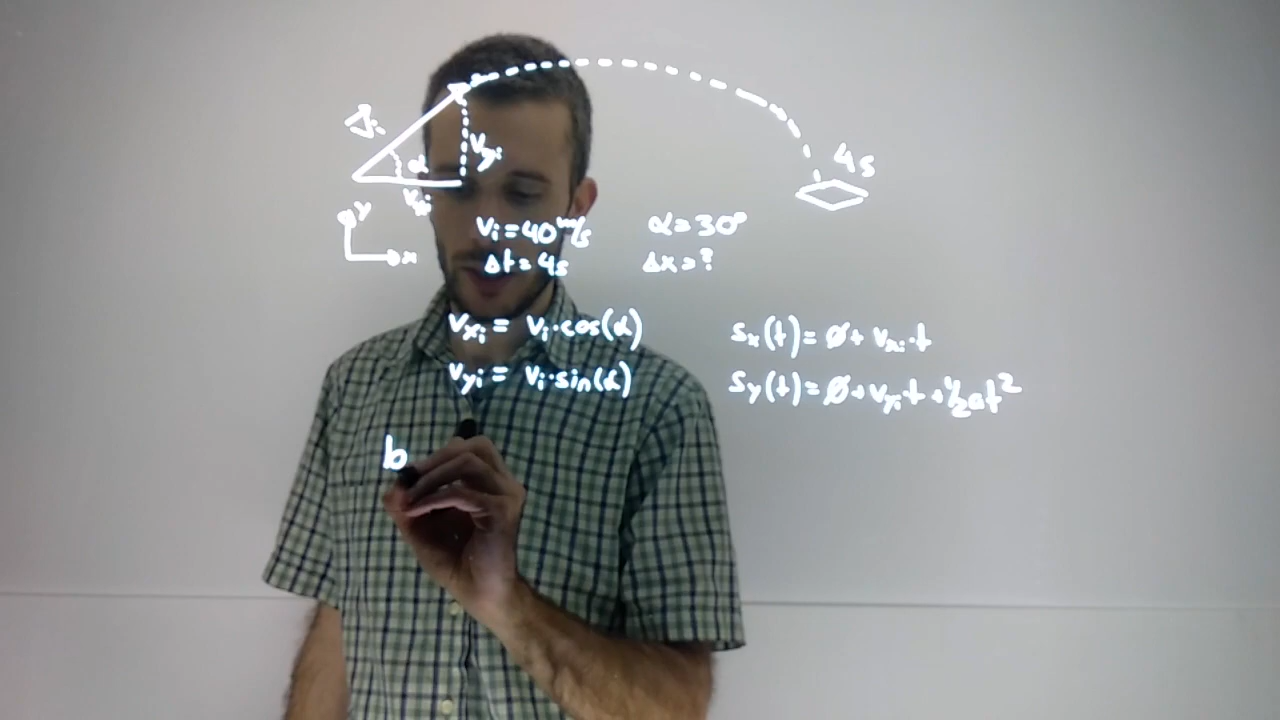 v⃗i
α
vyi
vxi
y
x
4s
vi = 40 m/s
α = 30°
Δt = 4s
Δx = ?
vxi = vi·cos(α)
vyi = vi·sin(α)
sx(t) = Ø + vxi·t
sy(t) = Ø + vyi·t + 1/2at²
b